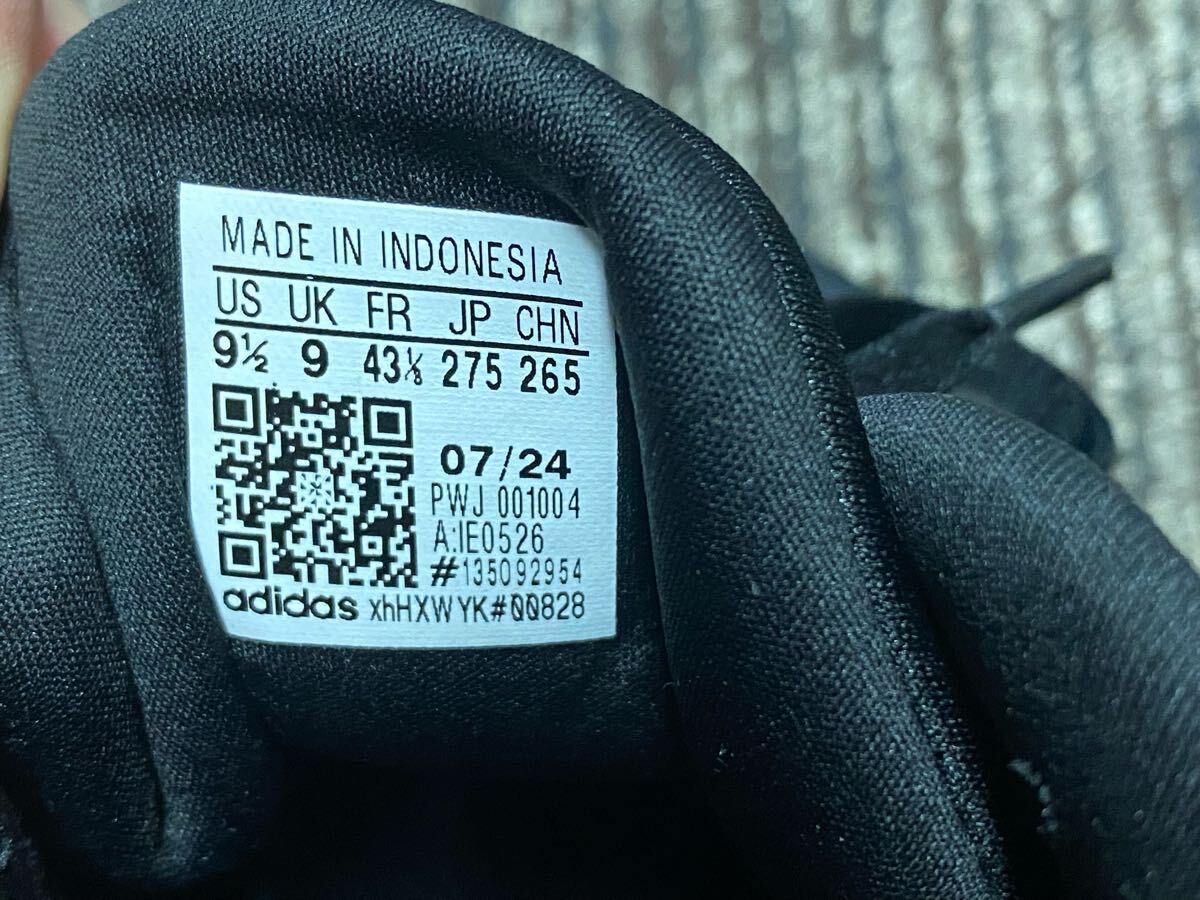 MADE IN INDONESIA
US UK FR JP CHN
9½ 9 43⅓ 275 265
07/24
PWJ 001004
A:IE0526
#135092954
adidas xhHXWYK#00828